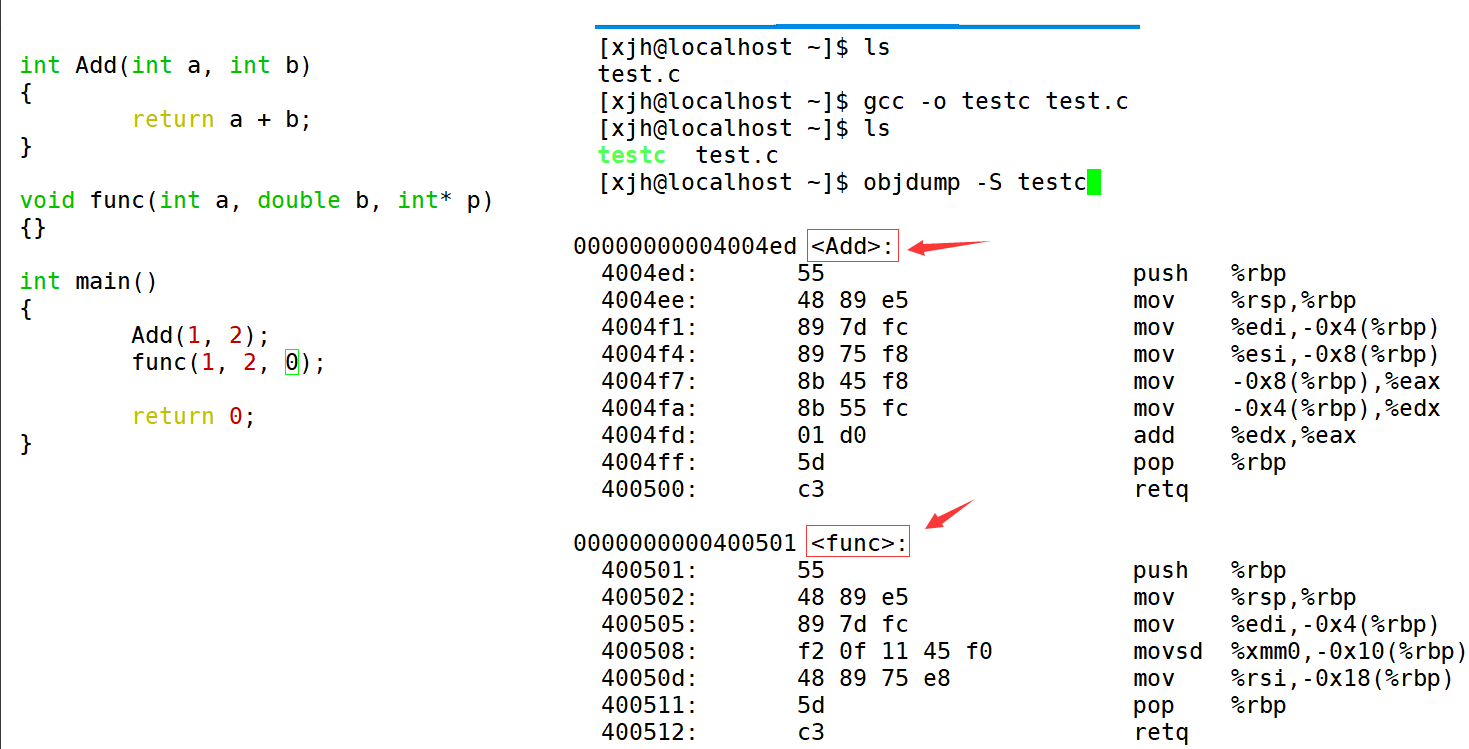 int Add(int a, int b)
{
        return a + b;
}

void func(int a, double b, int* p)
{}

int main()
{
        Add(1, 2);
        func(1, 2, 0);

        return 0;
}
[xjh@localhost ~]$ ls
test.c
[xjh@localhost ~]$ gcc -o testc test.c
[xjh@localhost ~]$ ls
testc  test.c
[xjh@localhost ~]$ objdump -S testc

00000000004004ed <Add>:
  4004ed:       55                      push   %rbp
  4004ee:       48 89 e5                mov    %rsp,%rbp
  4004f1:       89 7d fc                mov    %edi,-0x4(%rbp)
  4004f4:       89 75 f8                mov    %esi,-0x8(%rbp)
  4004f7:       8b 45 f8                mov    -0x8(%rbp),%eax
  4004fa:       8b 55 fc                mov    -0x4(%rbp),%edx
  4004fd:       01 d0                   add    %edx,%eax
  4004ff:       5d                      pop    %rbp
  400500:       c3                      retq

0000000000400501 <func>:
  400501:       55                      push   %rbp
  400502:       48 89 e5                mov    %rsp,%rbp
  400505:       89 7d fc                mov    %edi,-0x4(%rbp)
  400508:       f2 0f 11 45 f0          movsd  %xmm0,-0x10(%rbp)
  40050d:       48 89 75 e8             mov    %rsi,-0x18(%rbp)
  400511:       5d                      pop    %rbp
  400512:       c3                      retq